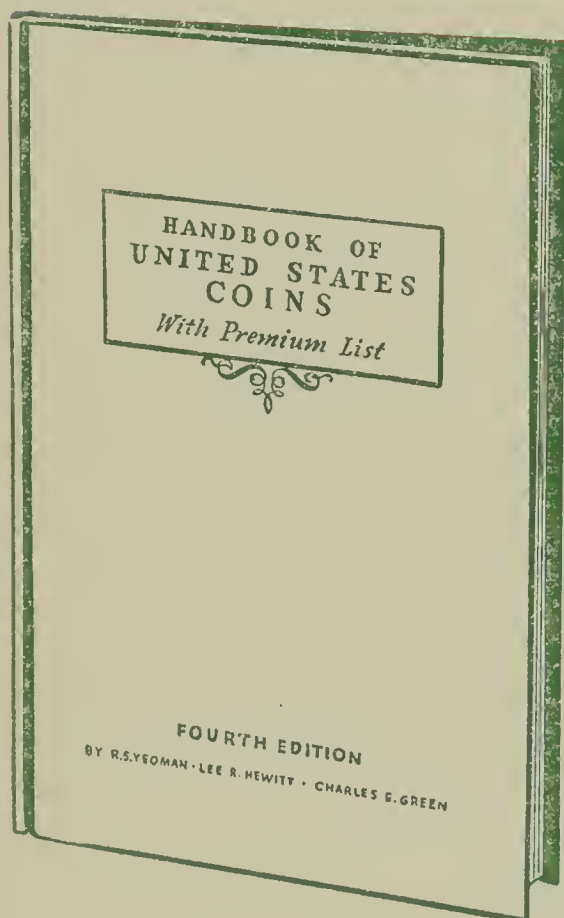 HANDBOOK OF
UNITED STATES
COINS
With Premium List
FOURTH EDITION
BY R.S.YEOMAN · LEE R. HEWITT · CHARLES E. GREEN